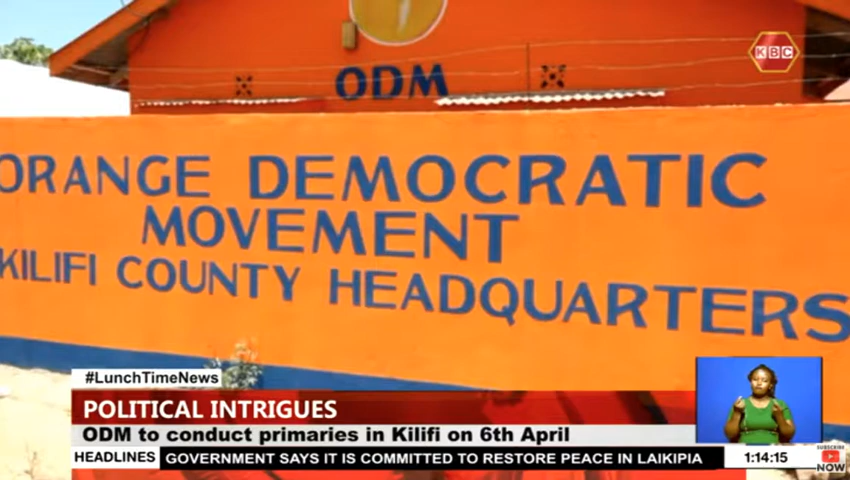 KBC
ODM
ORANGE DEMOCRATIC
MOVEMENT
KILIFI COUNTY HEADQUARTERS
#LunchTimeNews
POLITICAL INTRIGUES
ODM to conduct primaries in Kilifi on 6th April
HEADLINES GOVERNMENT SAYS IT IS COMMITTED TO RESTORE PEACE IN LAIKIPIA
1:14:15
SUBSCRIBE
NOW